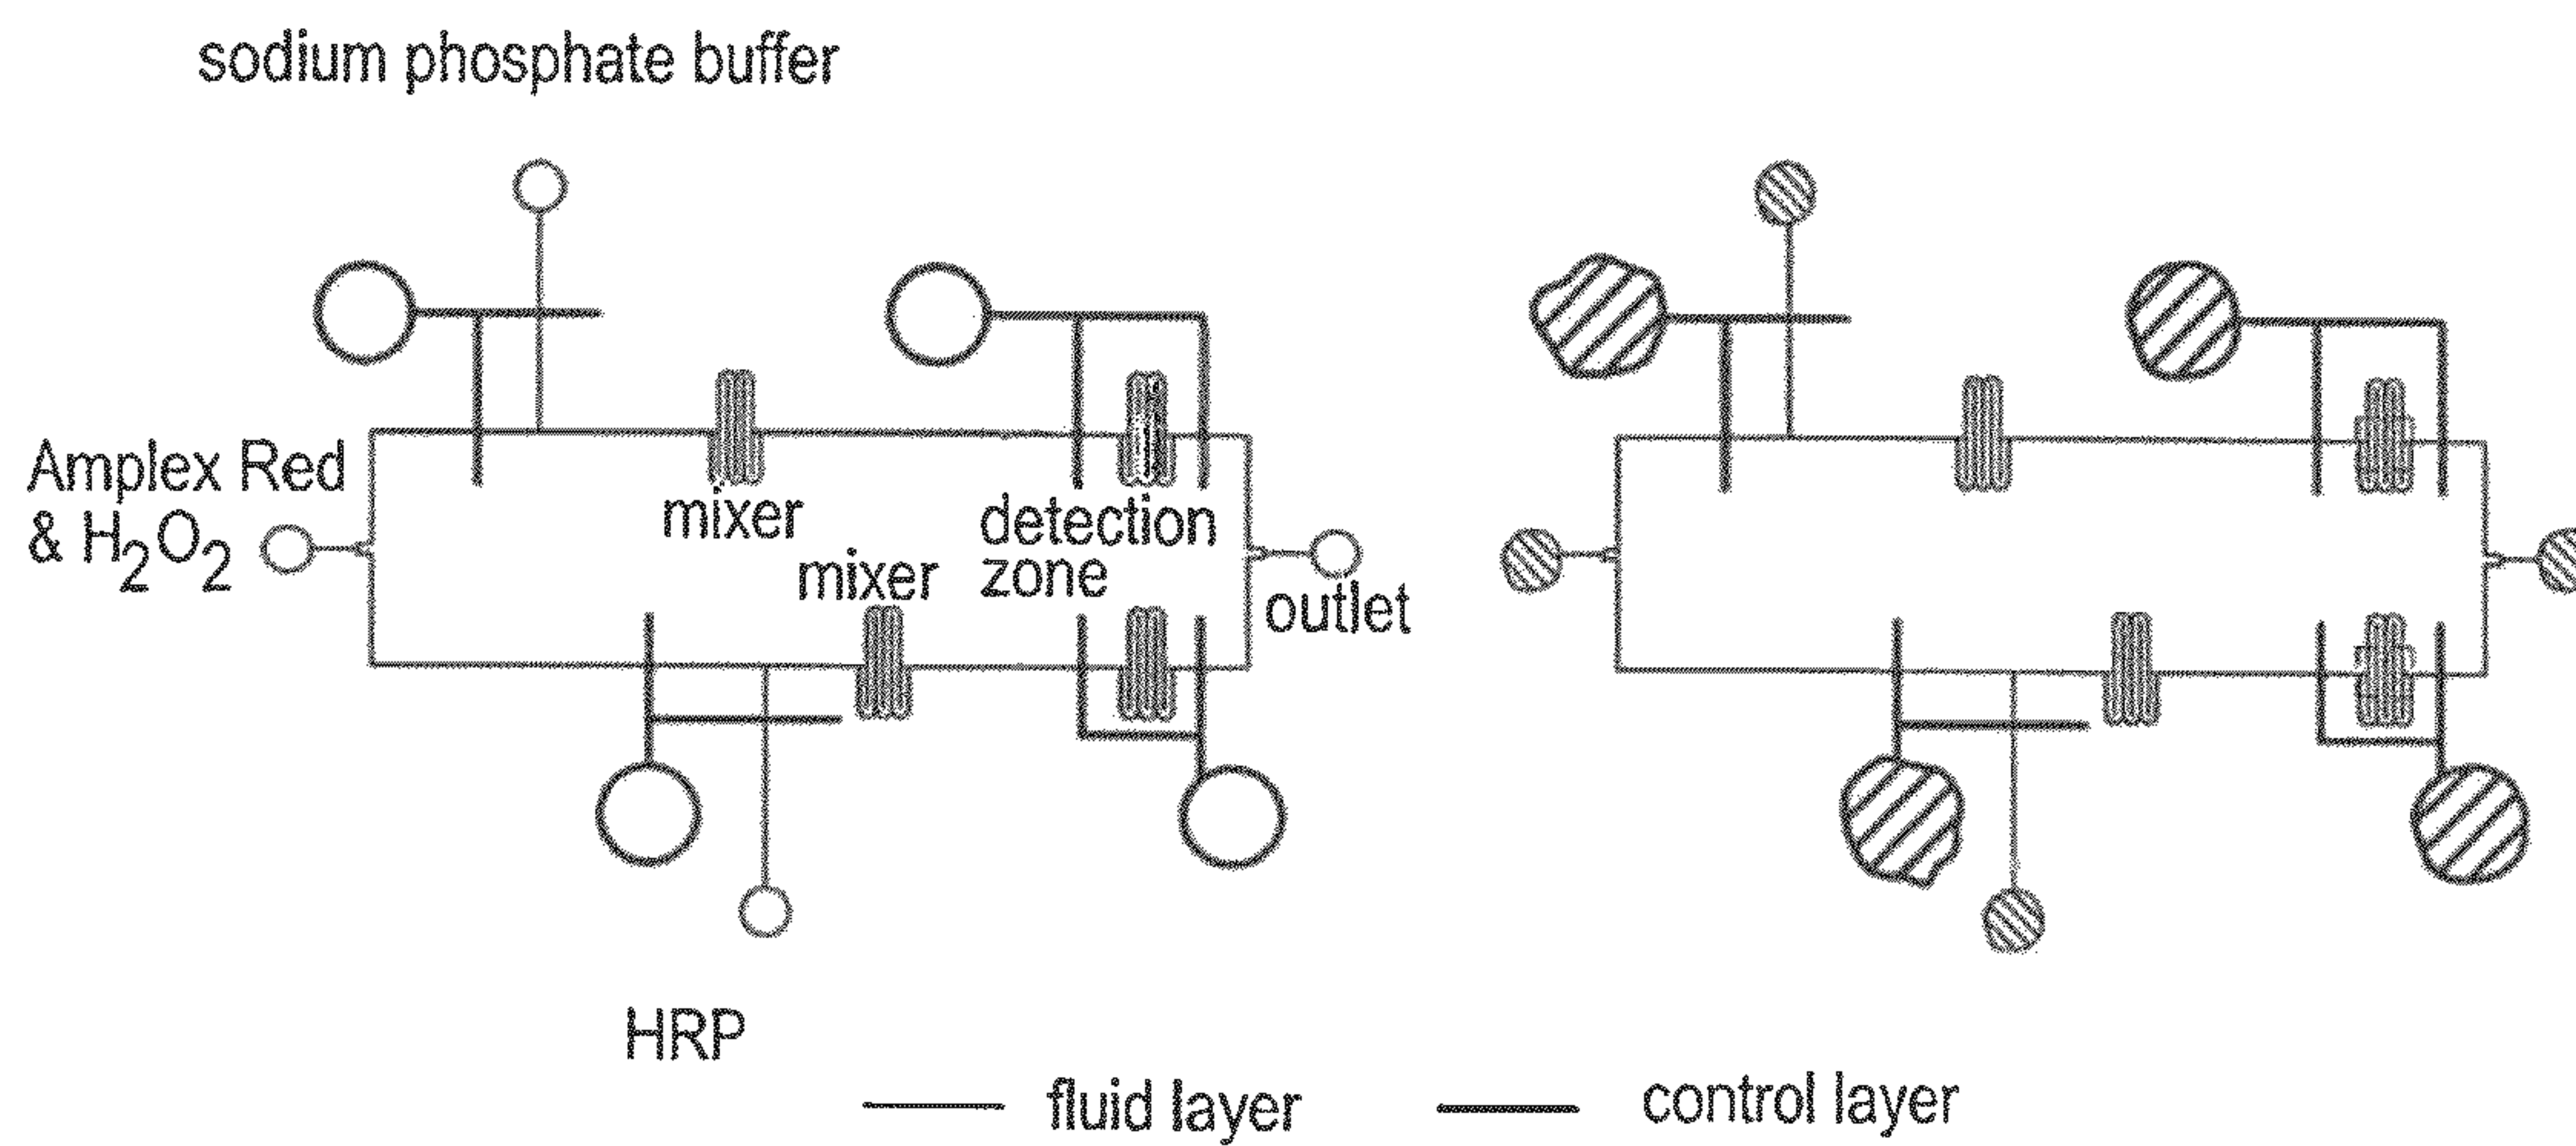 sodium phosphate buffer
Amplex Red
& H₂O₂
mixer
detection
zone
mixer
outlet
HRP
fluid layer
control layer